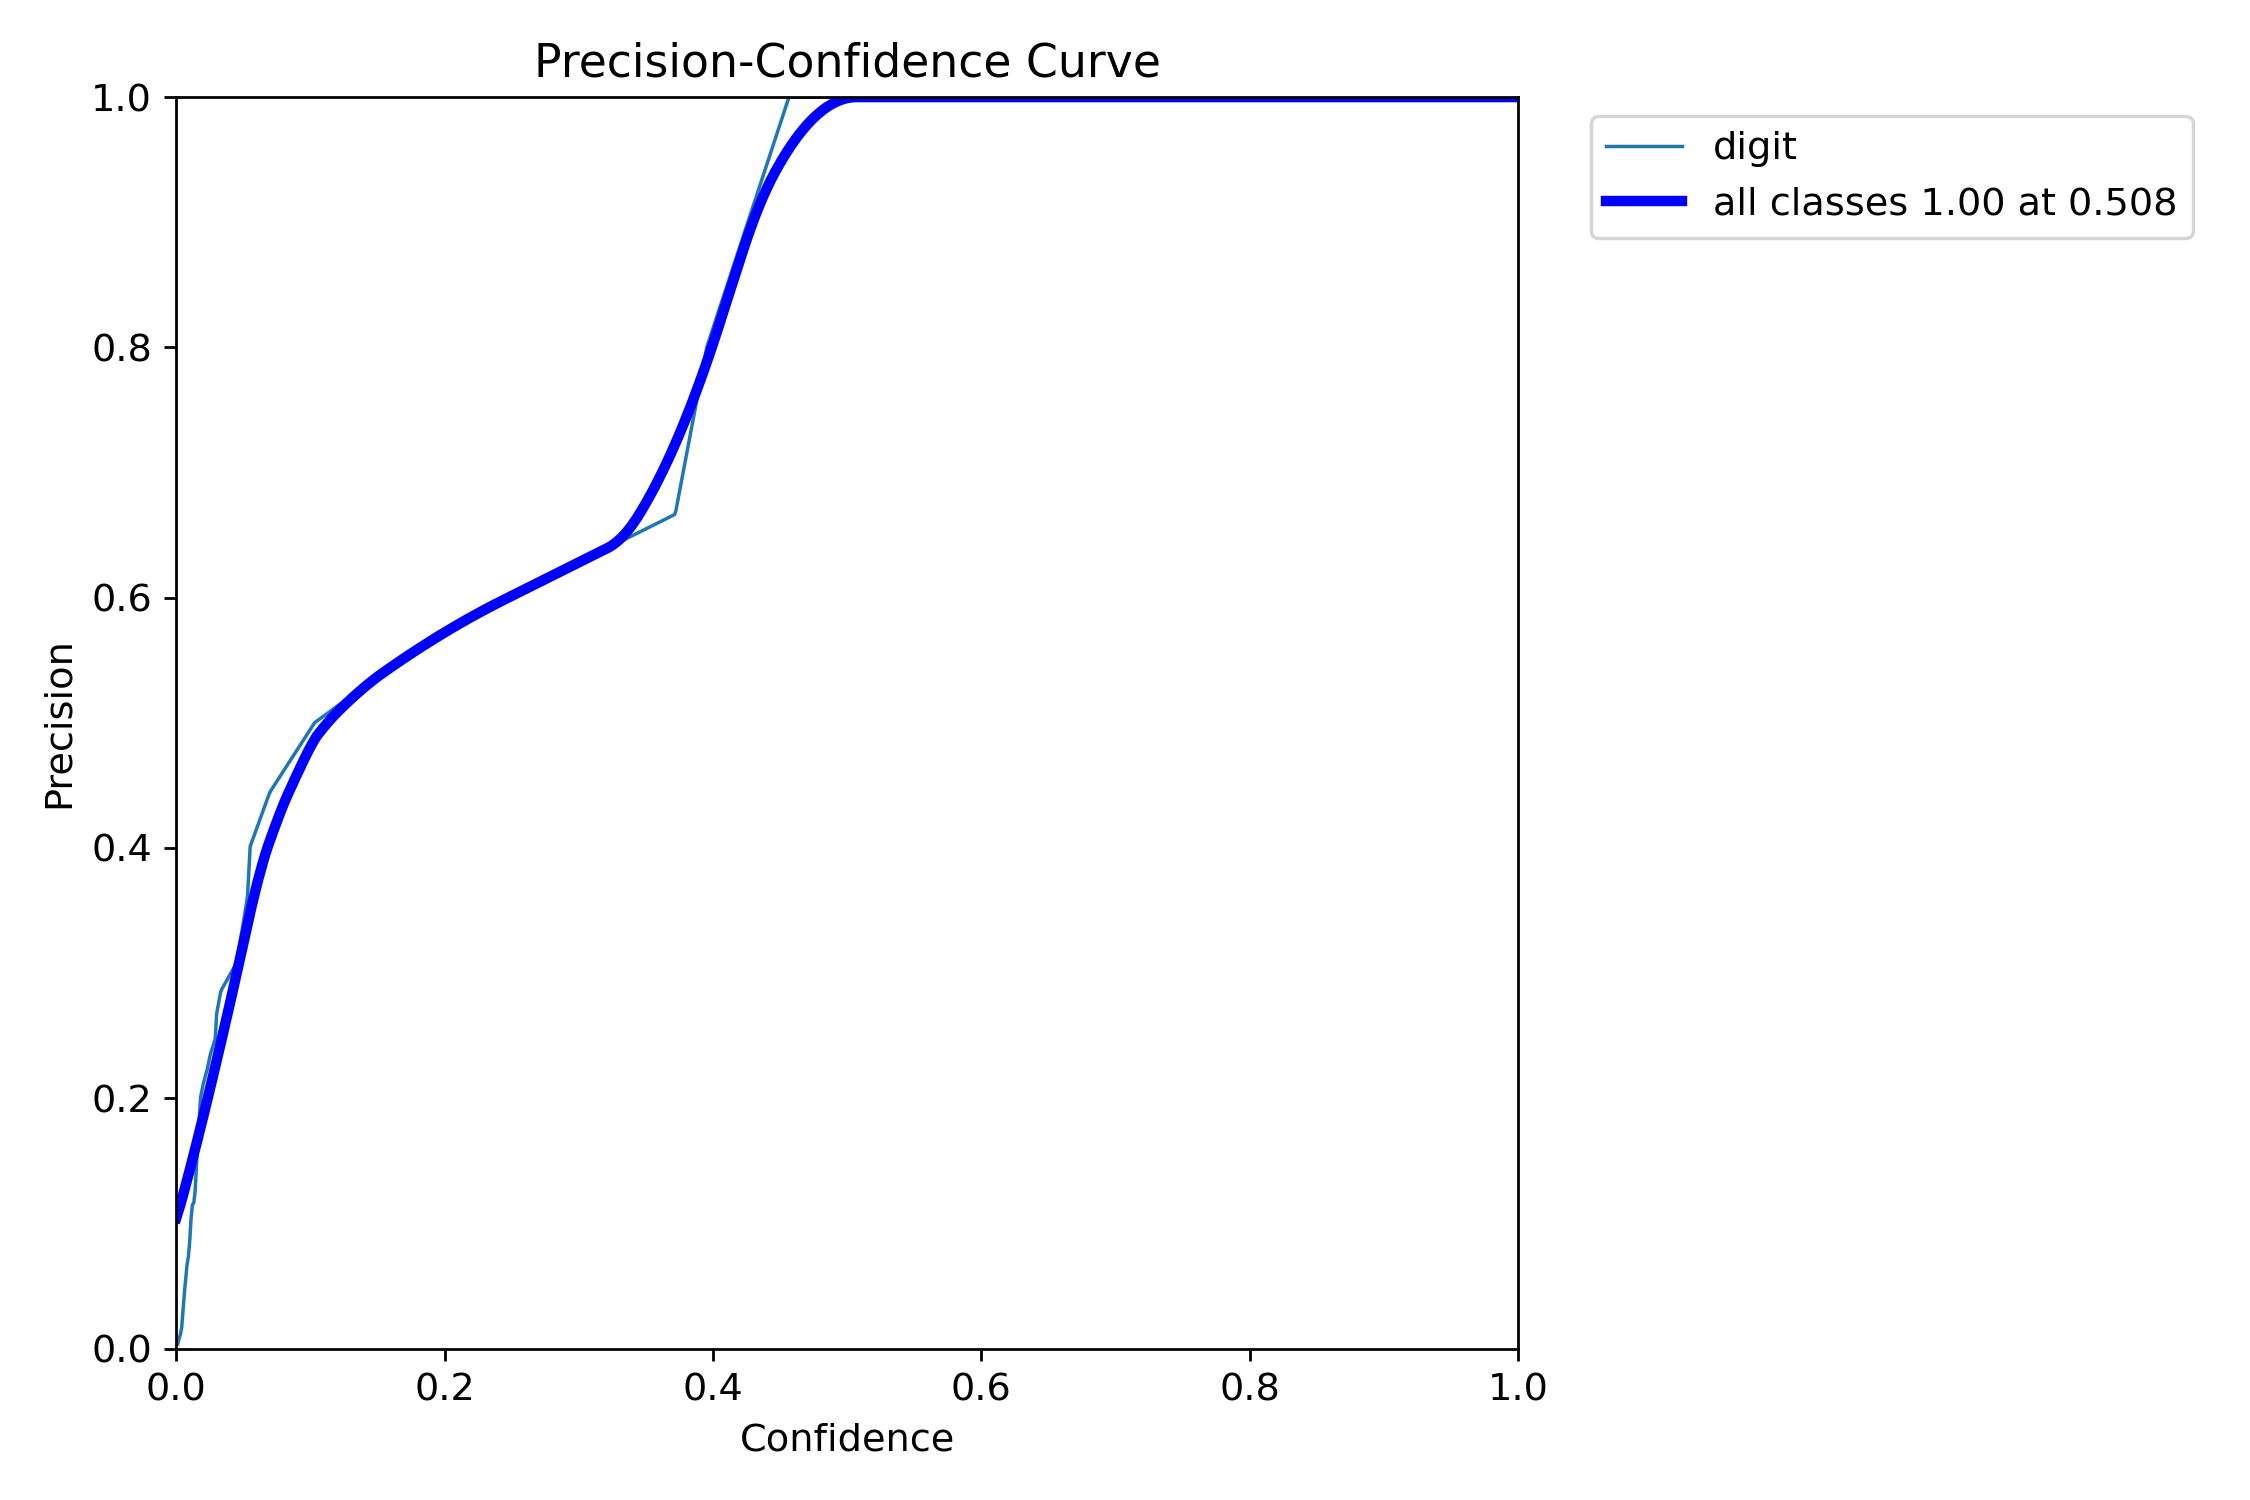 Precision-Confidence Curve
1.0
0.8
0.6
0.4
0.2
0.0
Precision
0.0 0.2 0.4 0.6 0.8 1.0
Confidence
digit
all classes 1.00 at 0.508